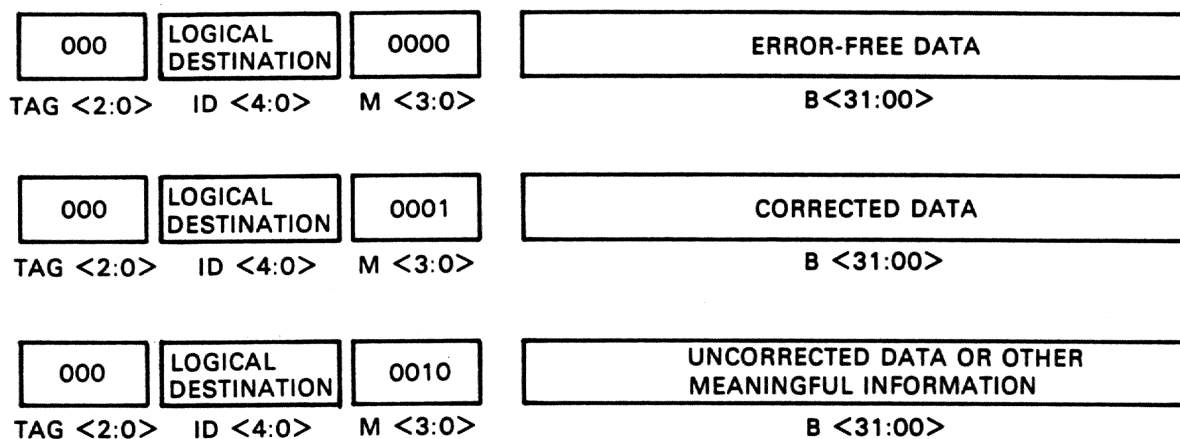 000 LOGICAL DESTINATION 0000 ERROR-FREE DATA
TAG <2:0> ID <4:0> M <3:0> B<31:00>
000 LOGICAL DESTINATION 0001 CORRECTED DATA
TAG <2:0> ID <4:0> M <3:0> B <31:00>
000 LOGICAL DESTINATION 0010 UNCORRECTED DATA OR OTHER MEANINGFUL INFORMATION
TAG <2:0> ID <4:0> M <3:0> B <31:00>